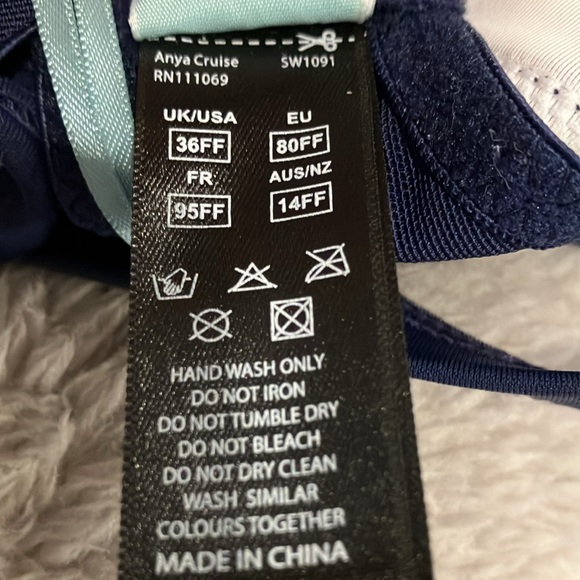 Anya Cruise SW1091
RN111069
UK/USA EU
36FF 80FF
FR AUS/NZ
95FF 14FF
HAND WASH ONLY
DO NOT IRON
DO NOT TUMBLE DRY
DO NOT BLEACH
DO NOT DRY CLEAN
WASH SIMILAR
COLOURS TOGETHER
MADE IN CHINA